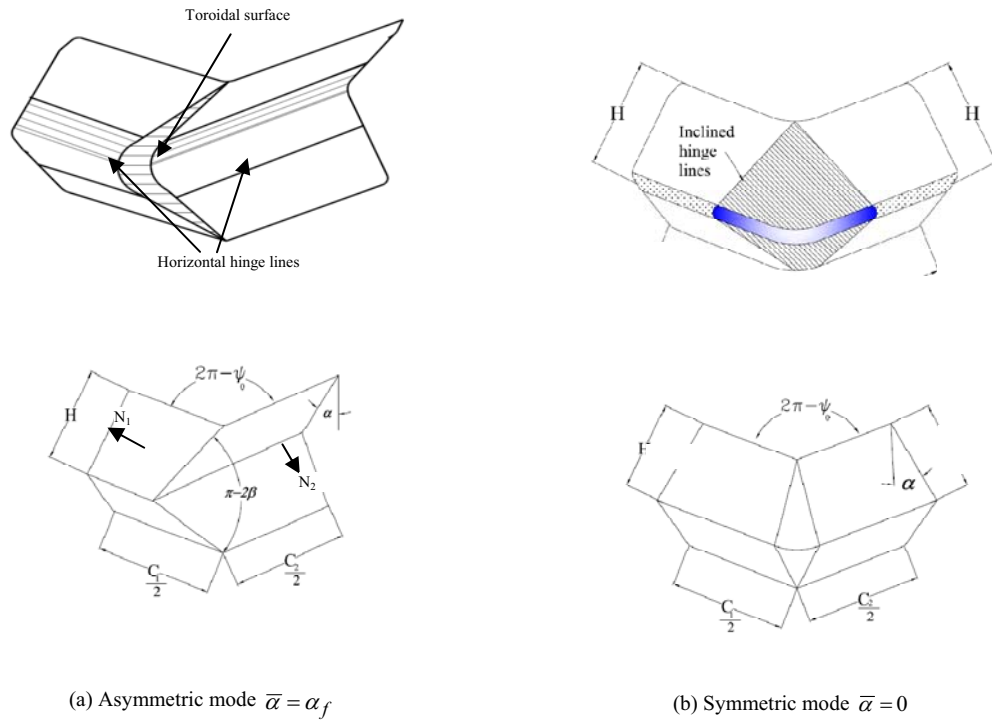 Toroidal surface
Horizontal hinge lines
H
H
Inclined
hinge
lines
2π-ψ₀
H
N₁
α
N₂
π-2β
C₁/2
C₂/2
2π-ψ₀
α
C₁/2
C₂/2
(a) Asymmetric mode ᾱ = α_f
(b) Symmetric mode ᾱ = 0